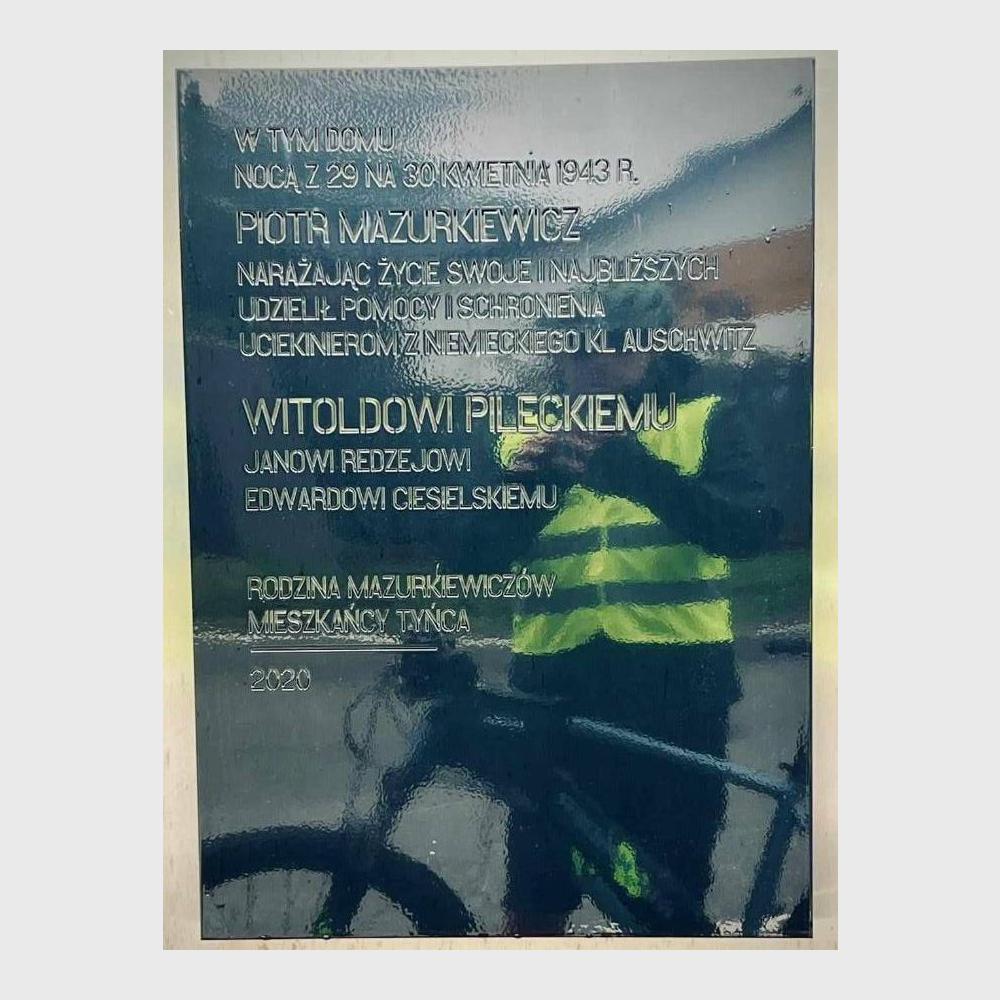 W TYM DOMU
NOCĄ Z 29 NA 30 KWIETNIA 1943 R.
PIOTR MAZURKIEWICZ
NARAŻAJĄC ŻYCIE SWOJE I NAJBLIŻSZYCH
UDZIELIŁ POMOCY I SCHRONIENIA
UCIEKNIEROM Z NIEMIECKIEGO KL AUSCHWITZ
WITOLDOWI PILECKIEMU
JANOWI REDZEJOWI
EDWARDOWI CIESIELSKIEMU
RODZINA MAZURKIEWICZÓW
MIESZKAŃCY TYŃCA
2020